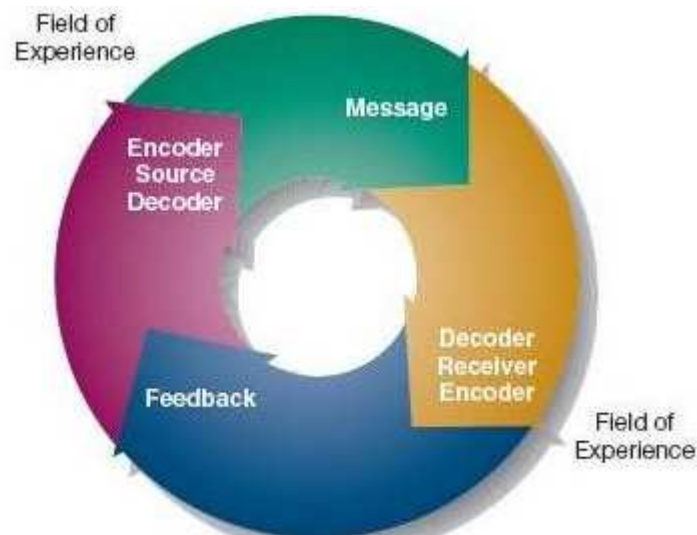 Field of
Experience
Message
Encoder
Source
Decoder
Decoder
Receiver
Encoder
Feedback
Field of
Experience